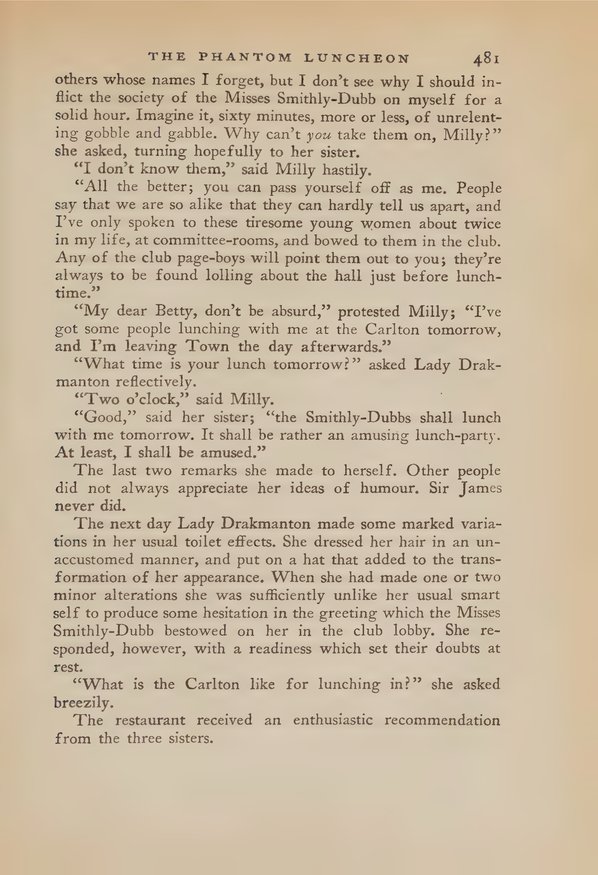 THE PHANTOM LUNCHEON 481
others whose names I forget, but I don’t see why I should in-
flict the society of the Misses Smithly-Dubb on myself for a
solid hour. Imagine it, sixty minutes, more or less, of unrelent-
ing gobble and gabble. Why can’t you take them on, Milly?”
she asked, turning hopefully to her sister.
“I don’t know them,” said Milly hastily.
“All the better; you can pass yourself off as me. People
say that we are so alike that they can hardly tell us apart, and
I’ve only spoken to these tiresome young women about twice
in my life, at committee-rooms, and bowed to them in the club.
Any of the club page-boys will point them out to you; they’re
always to be found lolling about the hall just before lunch-
time.”
“My dear Betty, don’t be absurd,” protested Milly; “I’ve
got some people lunching with me at the Carlton tomorrow,
and I’m leaving Town the day afterwards.”
“What time is your lunch tomorrow?” asked Lady Drak-
manton reflectively.
“Two o’clock,” said Milly.
“Good,” said her sister; “the Smithly-Dubbs shall lunch
with me tomorrow. It shall be rather an amusing lunch-party.
At least, I shall be amused.”
The last two remarks she made to herself. Other people
did not always appreciate her ideas of humour. Sir James
never did.
The next day Lady Drakmanton made some marked varia-
tions in her usual toilet effects. She dressed her hair in an un-
accustomed manner, and put on a hat that added to the trans-
formation of her appearance. When she had made one or two
minor alterations she was sufficiently unlike her usual smart
self to produce some hesitation in the greeting which the Misses
Smithly-Dubb bestowed on her in the club lobby. She re-
sponded, however, with a readiness which set their doubts at
rest.
“What is the Carlton like for lunching in?” she asked
breezily.
The restaurant received an enthusiastic recommendation
from the three sisters.